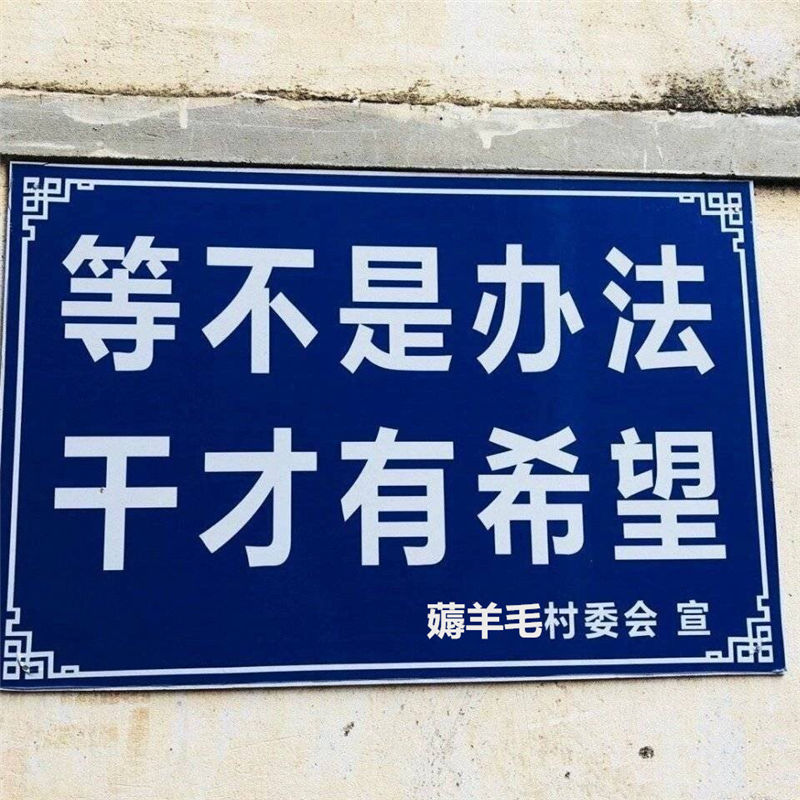 等不是办法
干才有希望
薅羊毛村委会 宣